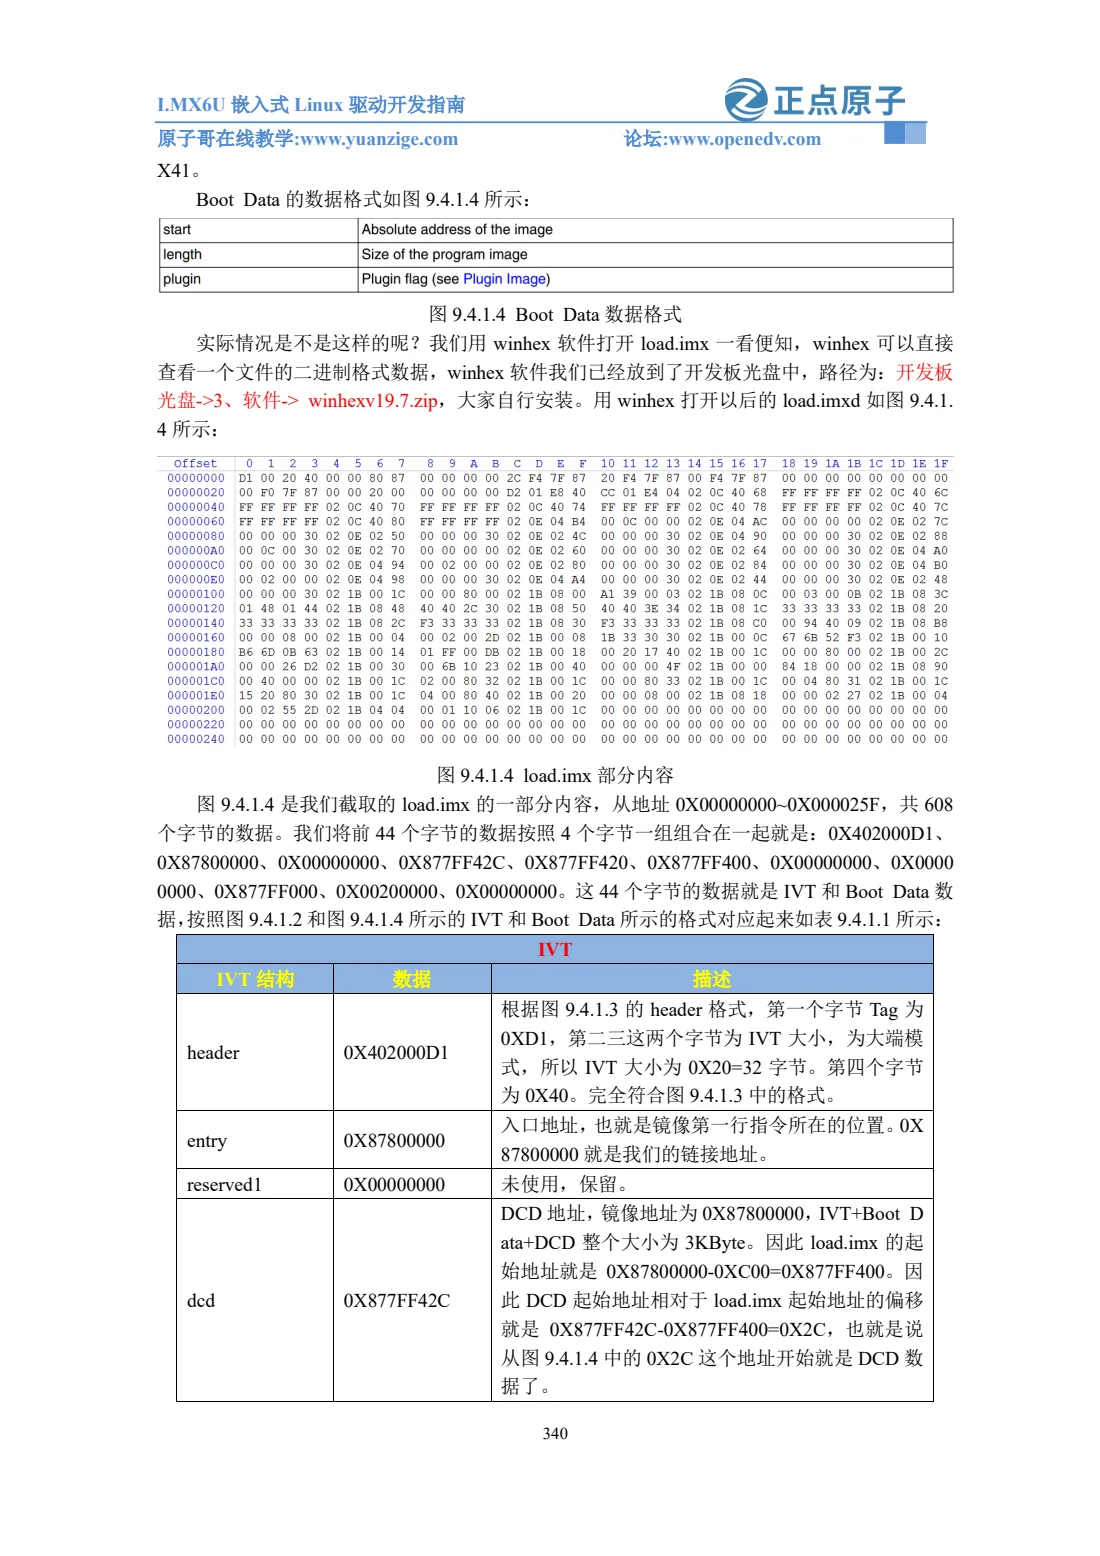 I.MX6U 嵌入式 Linux 驱动开发指南
正点原子
原子哥在线教学:www.yuanzige.com 论坛:www.openedv.com
X41。
Boot Data 的数据格式如图 9.4.1.4 所示：
start Absolute address of the image
length Size of the program image
plugin Plugin flag (see Plugin Image)
图 9.4.1.4 Boot Data 数据格式
实际情况是不是这样的呢？我们用 winhex 软件打开 load.imx 一看便知，winhex 可以直接
查看一个文件的二进制格式数据，winhex 软件我们已经放到了开发板光盘中，路径为：开发板
光盘->3、软件-> winhexv19.7.zip，大家自行安装。用 winhex 打开以后的 load.imxd 如图 9.4.1.
4 所示：
Offset 0 1 2 3 4 5 6 7 8 9 A B C D E F 10 11 12 13 14 15 16 17 18 19 1A 1B 1C 1D 1E 1F
00000000 D1 00 20 40 00 00 80 87 00 00 00 00 2C F4 7F 87 20 F4 7F 87 00 F4 7F 87 00 00 00 00 00 00 00 00
00000020 00 F0 7F 87 00 00 20 00 00 00 00 00 D2 01 E8 40 CC 01 E4 04 02 0C 40 68 FF FF FF FF 02 0C 40 6C
00000040 FF FF FF FF 02 0C 40 70 FF FF FF FF 02 0C 40 74 FF FF FF FF 02 0C 40 78 FF FF FF FF 02 0C 40 7C
00000060 FF FF FF FF 02 0C 40 80 FF FF FF FF 02 0E 04 B4 00 0C 00 00 02 0E 04 AC 00 00 00 00 02 0E 02 7C
00000080 00 00 00 30 02 0E 02 50 00 00 00 30 02 0E 02 4C 00 00 00 30 02 0E 04 90 00 00 00 30 02 0E 02 88
000000A0 00 0C 00 30 02 0E 02 70 00 00 00 00 02 0E 02 60 00 00 00 30 02 0E 02 64 00 00 00 30 02 0E 04 A0
000000C0 00 00 00 30 02 0E 04 94 00 02 00 00 02 0E 02 80 00 00 00 30 02 0E 02 84 00 00 00 30 02 0E 04 B0
000000E0 00 02 00 00 02 0E 04 98 00 00 00 30 02 0E 04 A4 00 00 00 30 02 0E 02 44 00 00 00 30 02 0E 02 48
00000100 00 00 00 30 02 1B 00 1C 00 00 80 00 02 1B 08 00 A1 39 00 03 02 1B 08 0C 00 03 00 0B 02 1B 08 3C
00000120 01 48 01 44 02 1B 08 48 40 40 2C 30 02 1B 08 50 40 40 3E 34 02 1B 08 1C 33 33 33 33 02 1B 08 20
00000140 33 33 33 33 02 1B 08 2C F3 33 33 33 02 1B 08 30 F3 33 33 33 02 1B 08 C0 00 94 40 09 02 1B 08 B8
00000160 00 00 08 00 02 1B 00 04 00 02 00 2D 02 1B 00 08 1B 33 30 30 02 1B 00 0C 67 6B 52 F3 02 1B 00 10
00000180 B6 6D 0B 63 02 1B 00 14 01 FF 00 DB 02 1B 00 18 00 20 17 40 02 1B 00 1C 00 00 80 00 02 1B 00 2C
000001A0 00 00 26 D2 02 1B 00 30 00 6B 10 23 02 1B 00 40 00 00 00 4F 02 1B 00 00 84 18 00 00 02 1B 08 90
000001C0 00 40 00 00 02 1B 00 1C 02 00 80 32 02 1B 00 1C 00 00 80 33 02 1B 00 1C 00 04 80 31 02 1B 00 1C
000001E0 15 20 80 30 02 1B 00 1C 04 00 80 40 02 1B 00 20 00 00 08 00 02 1B 08 18 00 00 02 27 02 1B 00 04
00000200 00 02 55 2D 02 1B 04 04 00 01 10 06 02 1B 00 1C 00 00 00 00 00 00 00 00 00 00 00 00 00 00 00 00
00000220 00 00 00 00 00 00 00 00 00 00 00 00 00 00 00 00 00 00 00 00 00 00 00 00 00 00 00 00 00 00 00 00
00000240 00 00 00 00 00 00 00 00 00 00 00 00 00 00 00 00 00 00 00 00 00 00 00 00 00 00 00 00 00 00 00 00
图 9.4.1.4 load.imx 部分内容
图 9.4.1.4 是我们截取的 load.imx 的一部分内容，从地址 0X00000000~0X000025F，共 608
个字节的数据。我们将前 44 个字节的数据按照 4 个字节一组组合在一起就是：0X402000D1、
0X87800000、0X00000000、0X877FF42C、0X877FF420、0X877FF400、0X00000000、0X0000
0000、0X877FF000、0X00200000、0X00000000。这 44 个字节的数据就是 IVT 和 Boot Data 数
据，按照图 9.4.1.2 和图 9.4.1.4 所示的 IVT 和 Boot Data 所示的格式对应起来如表 9.4.1.1 所示：
IVT
IVT 结构 数据 描述
header 0X402000D1 根据图 9.4.1.3 的 header 格式，第一个字节 Tag 为
0XD1，第二三这两个字节为 IVT 大小，为大端模
式，所以 IVT 大小为 0X20=32 字节。第四个字节
为 0X40。完全符合图 9.4.1.3 中的格式。
entry 0X87800000 入口地址，也就是镜像第一行指令所在的位置。0X
87800000 就是我们的链接地址。
reserved1 0X00000000 未使用，保留。
dcd 0X877FF42C DCD 地址，镜像地址为 0X87800000，IVT+Boot D
ata+DCD 整个大小为 3KByte。因此 load.imx 的起
始地址就是 0X87800000-0XC00=0X877FF400。因
此 DCD 起始地址相对于 load.imx 起始地址的偏移
就是 0X877FF42C-0X877FF400=0X2C，也就是说
从图 9.4.1.4 中的 0X2C 这个地址开始就是 DCD 数
据了。
340